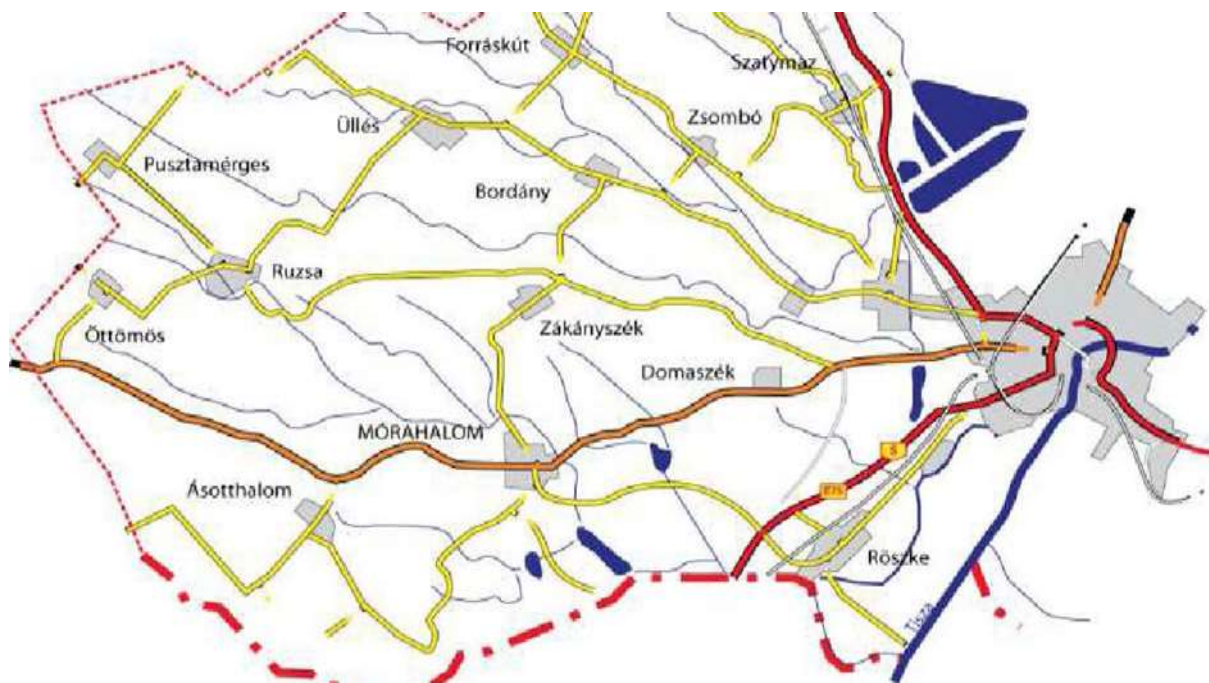 Forráskút
Szatymaz
Üllés
Zsombó
Pusztamérges
Bordány
Ruzsa
Öttömös
Zákányszék
Domaszék
MÓRAHALOM
5
E75
Ásotthalom
Röszke
Tisza